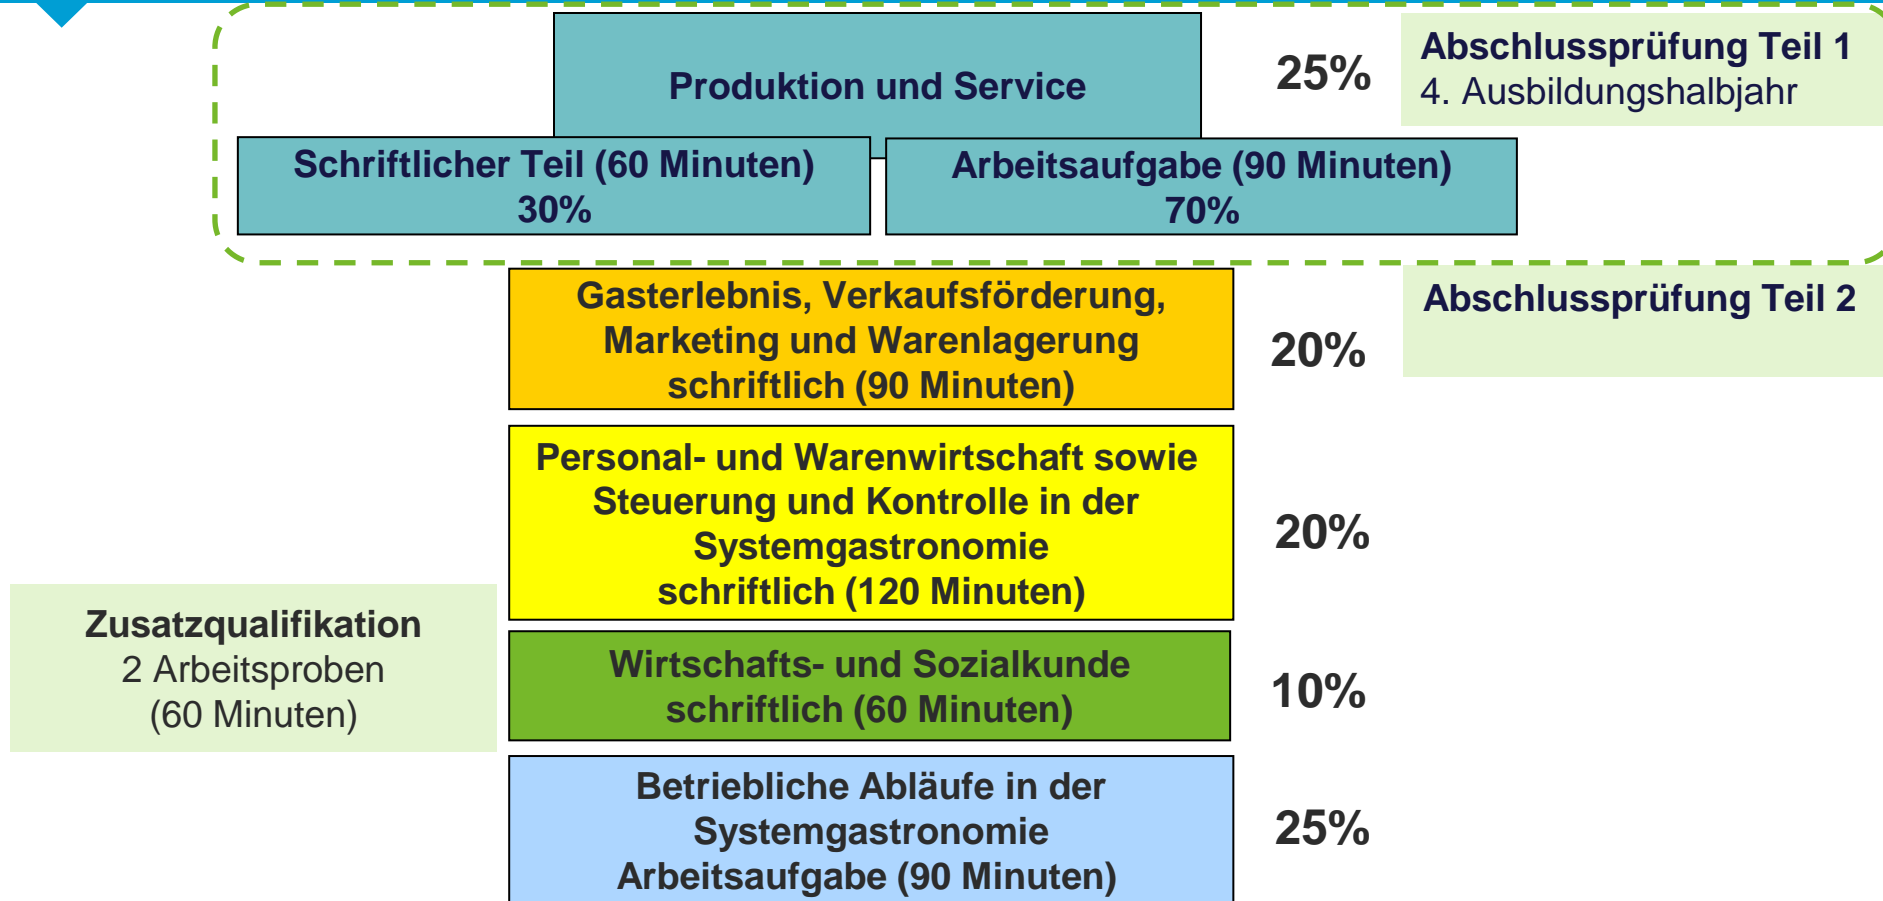 Produktion und Service
25%
Abschlussprüfung Teil 1
4. Ausbildungshalbjahr
Schriftlicher Teil (60 Minuten)
30%
Arbeitsaufgabe (90 Minuten)
70%
Gasterlebnis, Verkaufsförderung,
Marketing und Warenlagerung
schriftlich (90 Minuten)
20%
Abschlussprüfung Teil 2
Personal- und Warenwirtschaft sowie
Steuerung und Kontrolle in der
Systemgastronomie
schriftlich (120 Minuten)
20%
Zusatzqualifikation
2 Arbeitsproben
(60 Minuten)
Wirtschafts- und Sozialkunde
schriftlich (60 Minuten)
10%
Betriebliche Abläufe in der
Systemgastronomie
Arbeitsaufgabe (90 Minuten)
25%